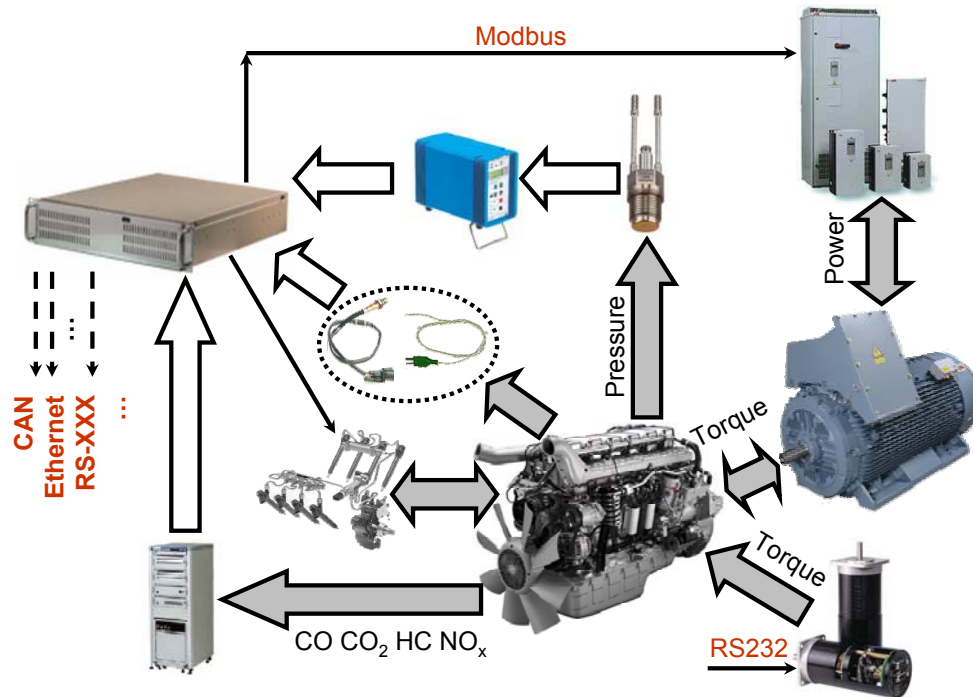 Modbus
Power
Pressure
Torque
CAN
Ethernet
RS-XXX
...
...
Torque
CO CO₂ HC NOₓ
RS232